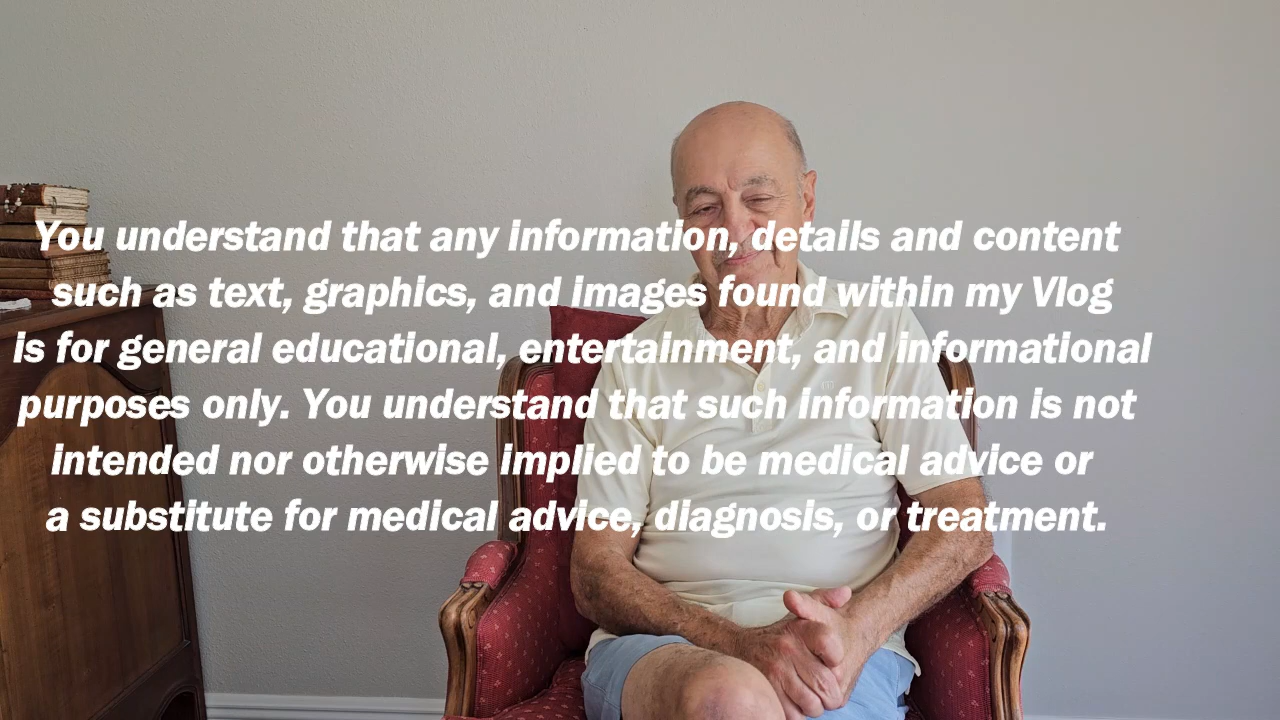 You understand that any information, details and content
such as text, graphics, and images found within my Vlog
is for general educational, entertainment, and informational
purposes only. You understand that such information is not
intended nor otherwise implied to be medical advice or
a substitute for medical advice, diagnosis, or treatment.